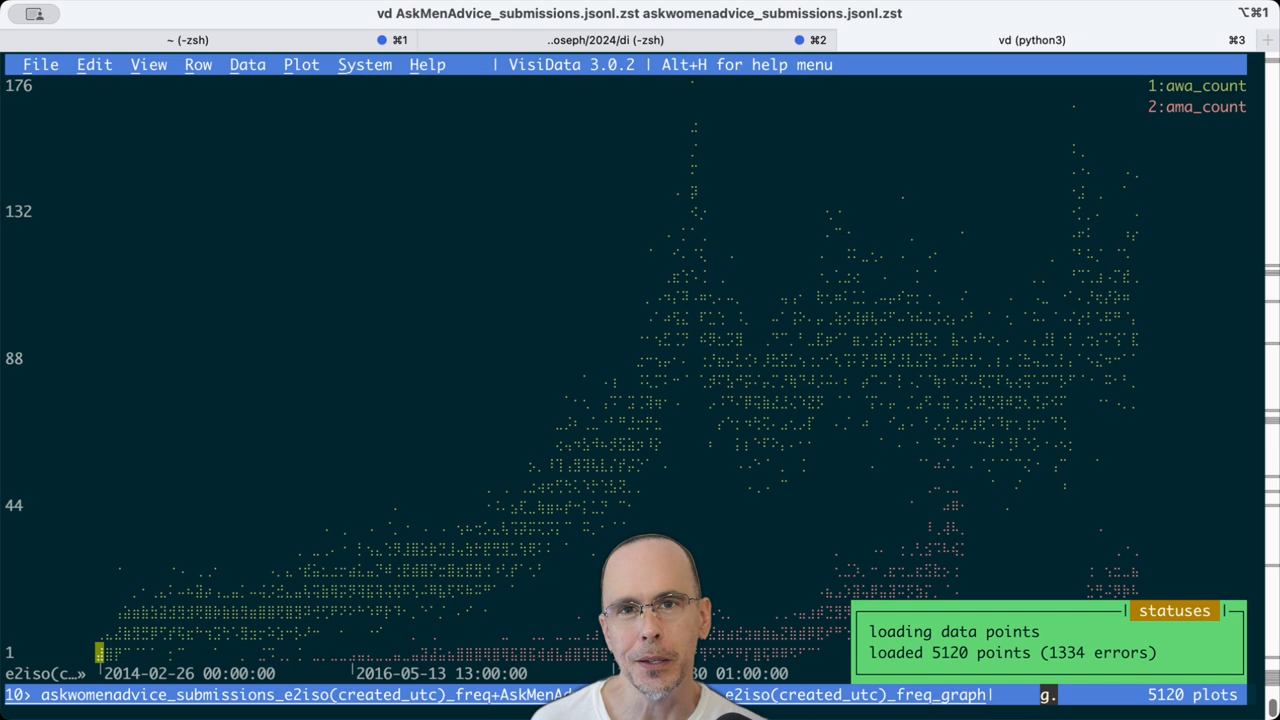 vd AskMenAdvice_submissions.jsonl.zst askwomenadvice_submissions.jsonl.zst
⌥⌘1
~ (-zsh)
⌘1
..oseph/2024/di (-zsh)
⌘2
vd (python3)
⌘3
File Edit View Row Data Plot System Help | VisiData 3.0.2 | Alt+H for help menu
176
1:awa_count
2:ama_count
132
88
44
1
statuses
loading data points
loaded 5120 points (1334 errors)
e2iso(c…» 2014-02-26 00:00:00 2016-05-13 13:00:00 30 01:00:00
10> askwomenadvice_submissions_e2iso(created_utc)_freq+AskMenA e2iso(created_utc)_freq_graph| g. 5120 plots